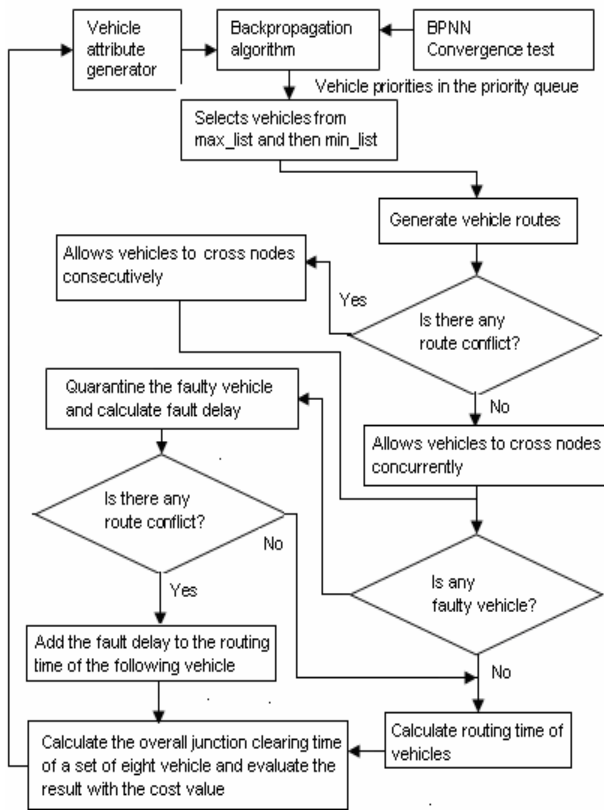 Vehicle
attribute
generator
Backpropagation
algorithm
BPNN
Convergence test
Vehicle priorities in the priority queue
Selects vehicles from
max_list and then min_list
Generate vehicle routes
Allows vehicles to cross nodes
consecutively
Yes
Is there any
route conflict?
No
Quarantine the faulty vehicle
and calculate fault delay
Allows vehicles to cross nodes
concurrently
Is there any
route conflict?
No
Yes
Is any
faulty vehicle?
No
Add the fault delay to the routing
time of the following vehicle
Calculate routing time of
vehicles
Calculate the overall junction clearing time
of a set of eight vehicle and evaluate the
result with the cost value